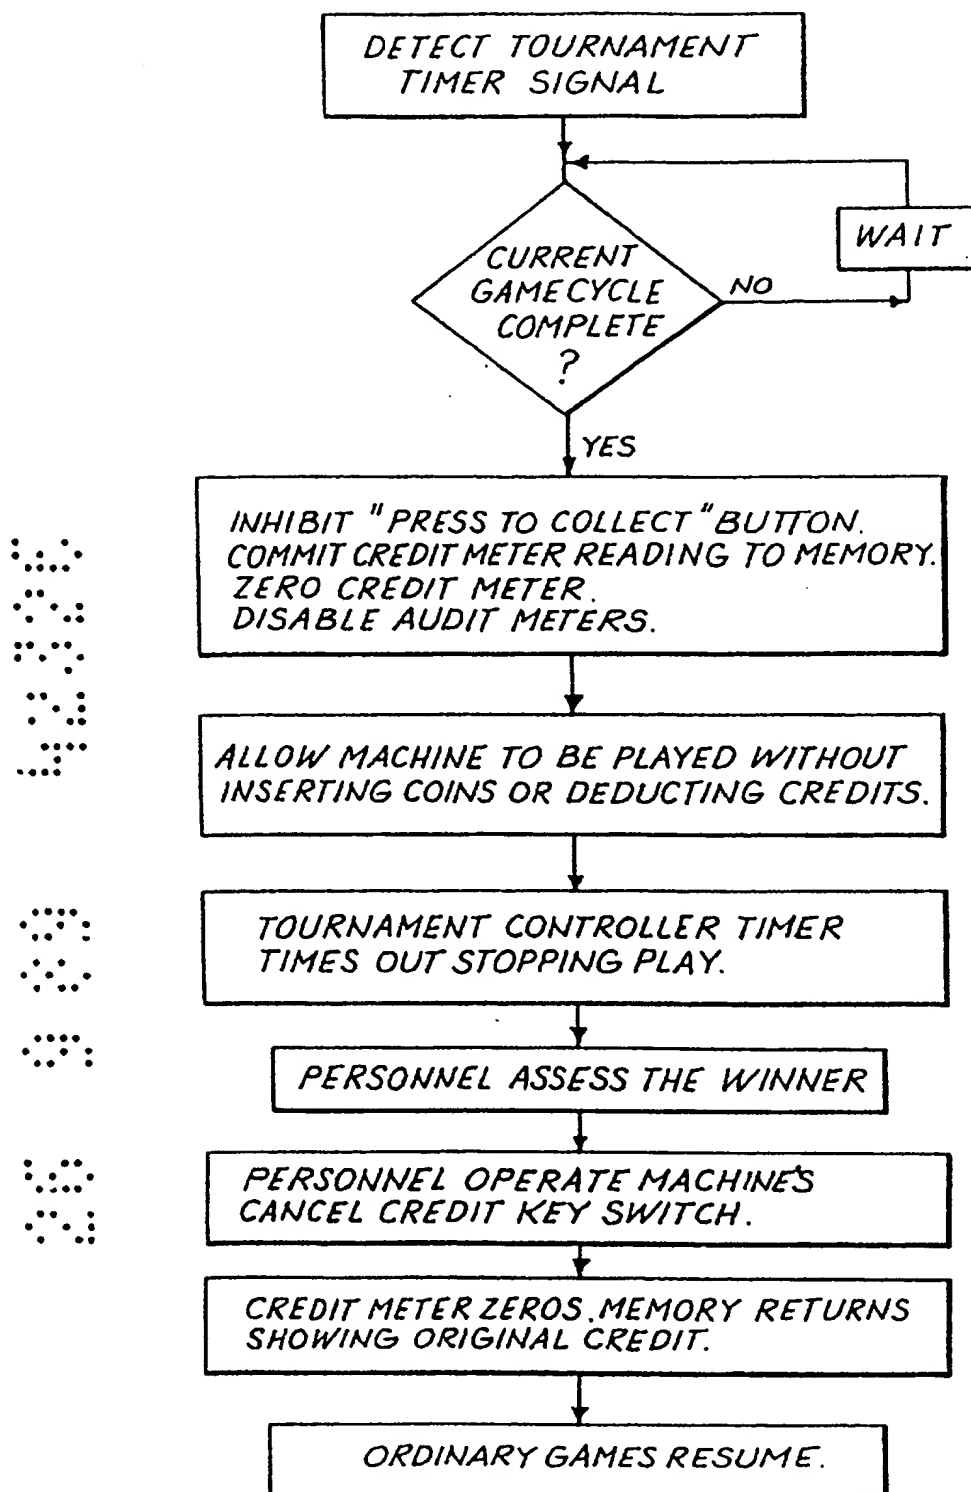 DETECT TOURNAMENT
TIMER SIGNAL
WAIT
CURRENT
GAME CYCLE
COMPLETE
?
NO
YES
INHIBIT "PRESS TO COLLECT" BUTTON.
COMMIT CREDIT METER READING TO MEMORY.
ZERO CREDIT METER.
DISABLE AUDIT METERS.
ALLOW MACHINE TO BE PLAYED WITHOUT
INSERTING COINS OR DEDUCTING CREDITS.
TOURNAMENT CONTROLLER TIMER
TIMES OUT STOPPING PLAY.
PERSONNEL ASSESS THE WINNER
PERSONNEL OPERATE MACHINE'S
CANCEL CREDIT KEY SWITCH.
CREDIT METER ZEROS. MEMORY RETURNS
SHOWING ORIGINAL CREDIT.
ORDINARY GAMES RESUME.